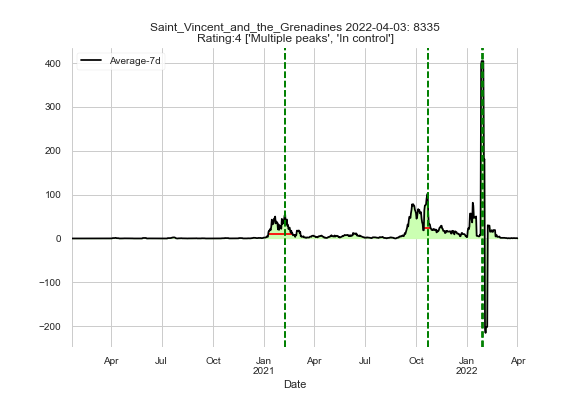 Saint_Vincent_and_the_Grenadines 2022-04-03: 8335
Rating:4 ['Multiple peaks', 'In control']
Average-7d
400
300
200
100
0
−100
−200
Apr Jul Oct Jan Apr Jul Oct Jan Apr
2021 2022
Date